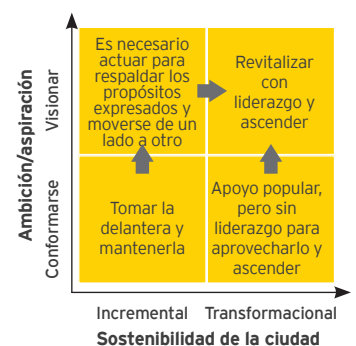 Ambición/aspiración
Visionar
Conformarse
Es necesario
actuar para
respaldar los
propósitos
expresados y
moverse de un
lado a otro
Revitalizar
con
liderazgo y
ascender
Tomar la
delantera y
mantenerla
Apoyo popular,
pero sin
liderazgo para
aprovecharlo y
ascender
Incremental
Transformacional
Sostenibilidad de la ciudad